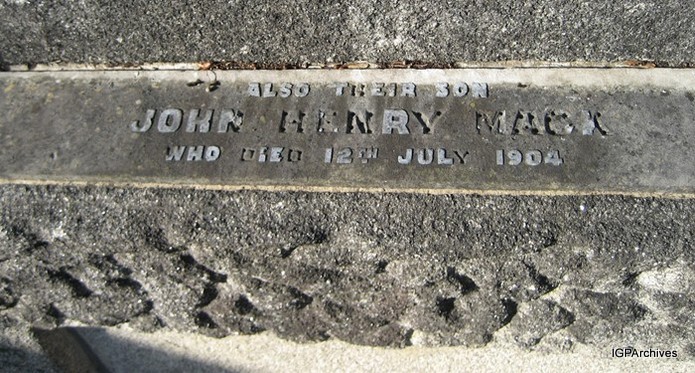 ALSO THEIR SON
JOHN HENRY MACK
WHO DIED 12TH JULY 1904
IGPArchives